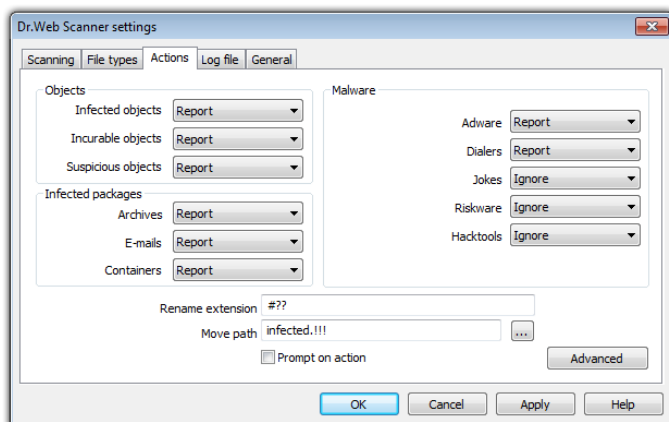 Dr.Web Scanner settings
Scanning File types Actions Log file General
Objects
Infected objects Report
Incurable objects Report
Suspicious objects Report
Infected packages
Archives Report
E-mails Report
Containers Report
Malware
Adware Report
Dialers Report
Jokes Ignore
Riskware Ignore
Hacktools Ignore
Rename extension #??
Move path infected.!!! ...
Prompt on action Advanced
OK Cancel Apply Help